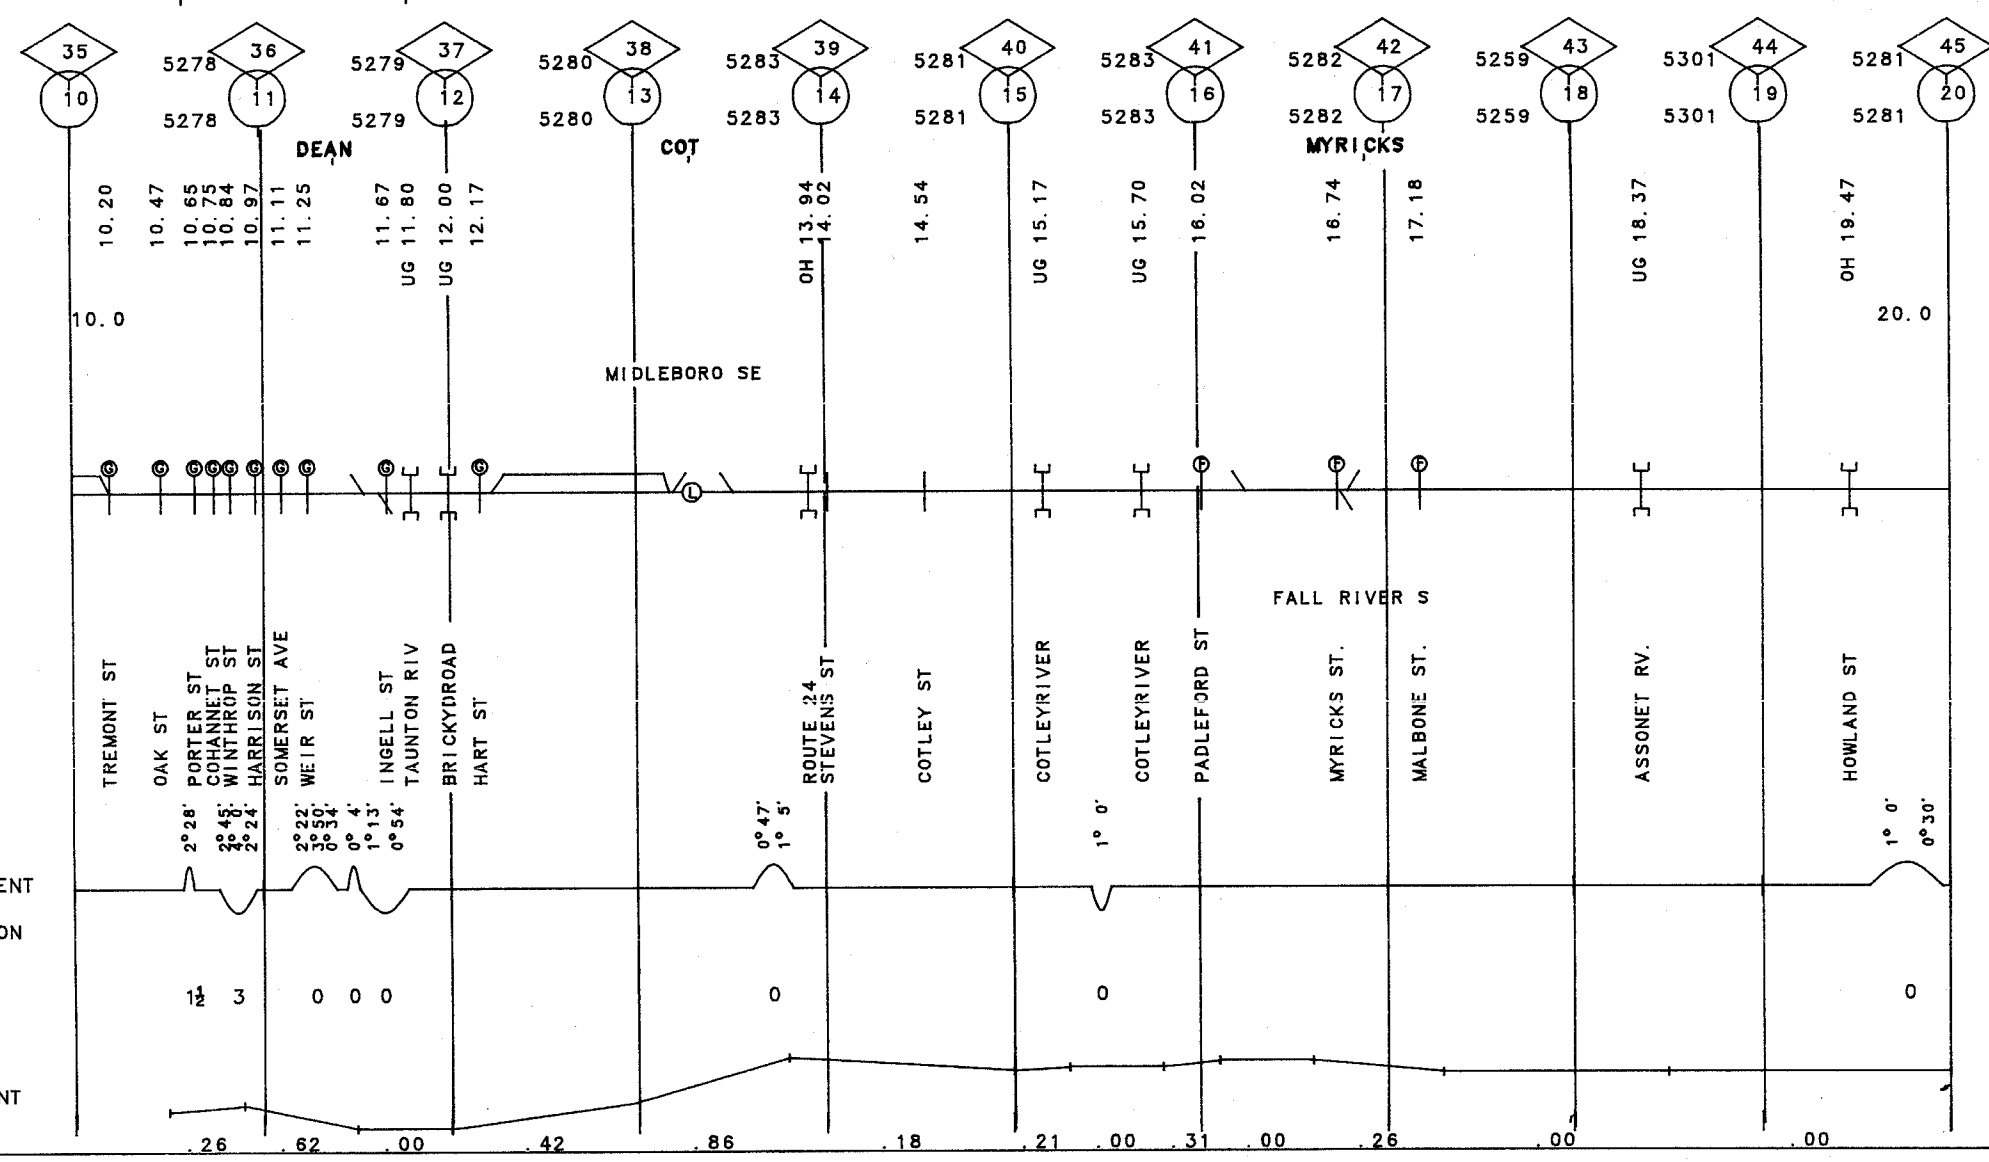 35 36 37 38 39 40 41 42 43 44 45
5278 5279 5280 5283 5281 5283 5282 5259 5301 5281
10 11 12 13 14 15 16 17 18 19 20
5278 5279 5280 5283 5281 5283 5282 5259 5301 5281
DEAN COT MYRICKS
10.20
10.47
10.65
10.75
10.84
10.97
11.11
11.25
11.67
UG 11.80
UG 12.00
12.17
OH 13.94
14.02
14.54
UG 15.17
UG 15.70
16.02
16.74
17.18
UG 18.37
OH 19.47
10.0 20.0
MIDLEBORO SE
G G G G G G G G G G F F F
L
FALL RIVER S
TREMONT ST
OAK ST
PORTER ST
COHANNET ST
WINTHROP ST
HARRISON ST
SOMERSET AVE
WEIR ST
INGELL ST
TAUNTON RIV
BRICKYDROAD
HART ST
ROUTE 24
STEVENS ST
COTLEY ST
COTLEYRIVER
COTLEYRIVER
PADLEFORD ST
MYRICKS ST.
MALBONE ST.
ASSONET RV.
HOWLAND ST
2°28'
2°45'
4° 0'
2°24'
2°22'
3°50'
0°34'
0° 4'
1°13'
0°54'
0°47'
1° 5'
1° 0'
1° 0'
0°30'
ENT
ON
1½ 3 0 0 0 0 0 0
NT
.26 .62 .00 .42 .86 .18 .21 .00 .31 .00 .26 .00 .00